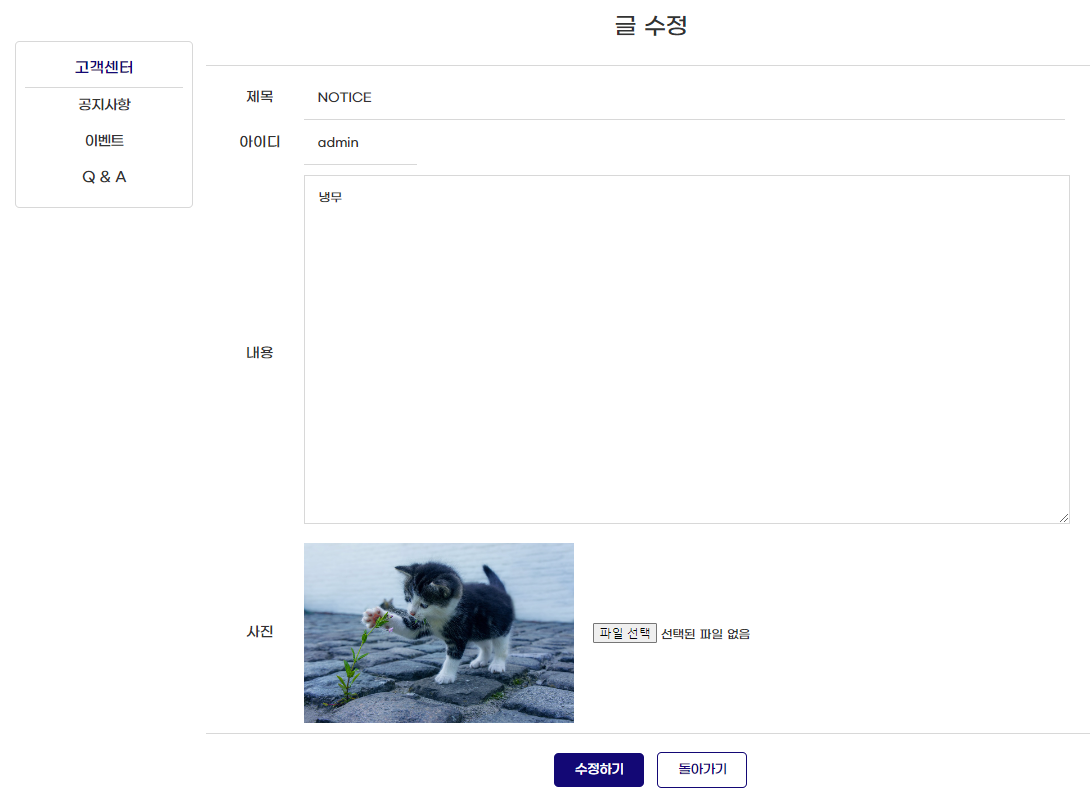 글 수정
고객센터
공지사항
이벤트
Q & A
제목 NOTICE
아이디 admin
내용 냉무
사진 파일 선택 선택된 파일 없음
수정하기 돌아가기